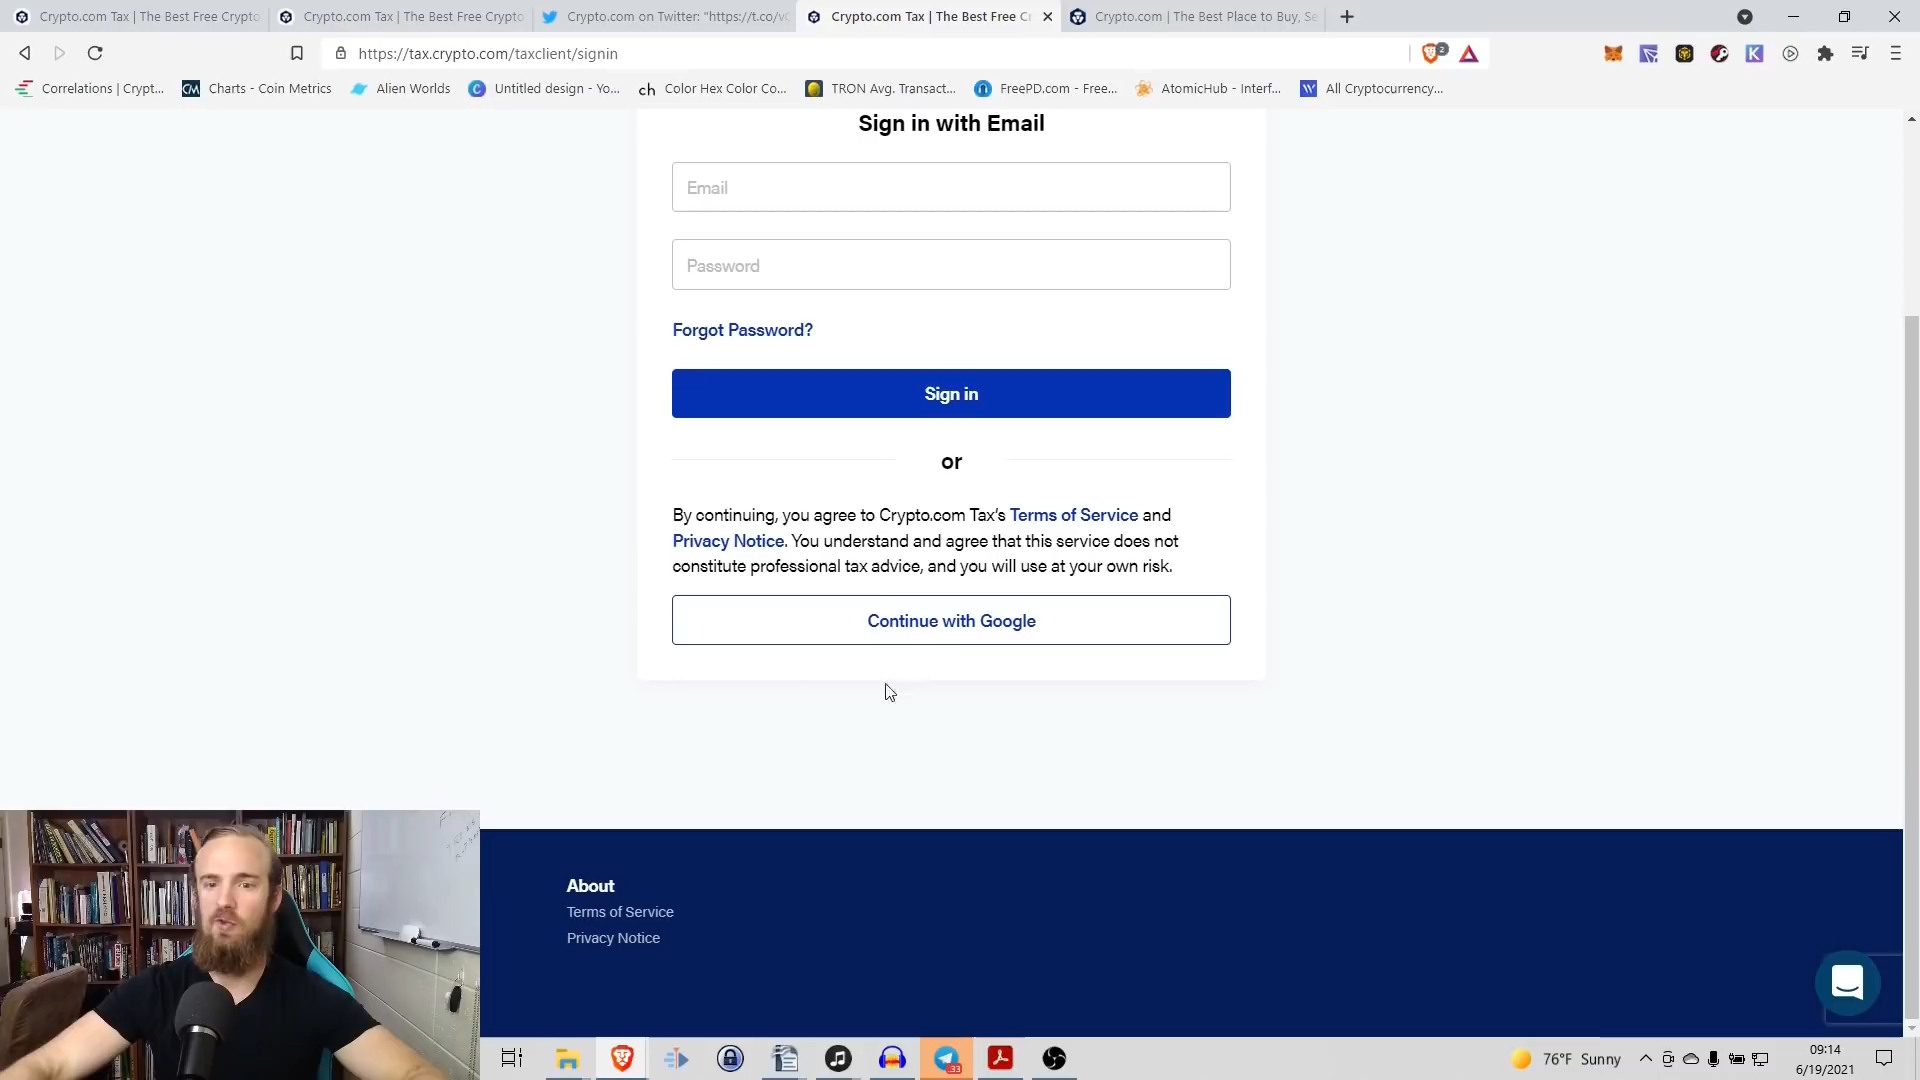 Crypto.com Tax | The Best Free Crypto
Crypto.com Tax | The Best Free Crypto
Crypto.com on Twitter: "https://t.co/v
Crypto.com Tax | The Best Free Cr
Crypto.com | The Best Place to Buy, Se
https://tax.crypto.com/taxclient/signin
2
Correlations | Crypt...
CM
Charts - Coin Metrics
Alien Worlds
Untitled design - Yo...
ch
Color Hex Color Co...
TRON Avg. Transact...
FreePD.com - Free...
AtomicHub - Interf...
All Cryptocurrency...
Sign in with Email
Email
Password
Forgot Password?
Sign in
or
By continuing, you agree to Crypto.com Tax's Terms of Service and
Privacy Notice. You understand and agree that this service does not
constitute professional tax advice, and you will use at your own risk.
Continue with Google
About
Terms of Service
Privacy Notice
33
76°F Sunny
09:14
6/19/2021